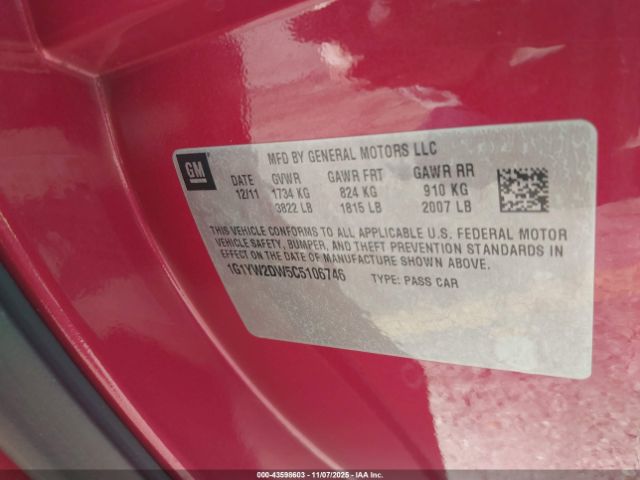 MFD BY GENERAL MOTORS LLC
GM
DATE GVWR GAWR FRT GAWR RR
12/11 1734 KG 824 KG 910 KG
3822 LB 1815 LB 2007 LB
THIS VEHICLE CONFORMS TO ALL APPLICABLE U.S. FEDERAL MOTOR
VEHICLE SAFETY, BUMPER, AND THEFT PREVENTION STANDARDS IN
EFFECT ON THE DATE OF MANUFACTURE SHOWN ABOVE.
1G1YW2DW5C5106746 TYPE: PASS CAR
000-43598603 11/07/2025 IAA Inc.